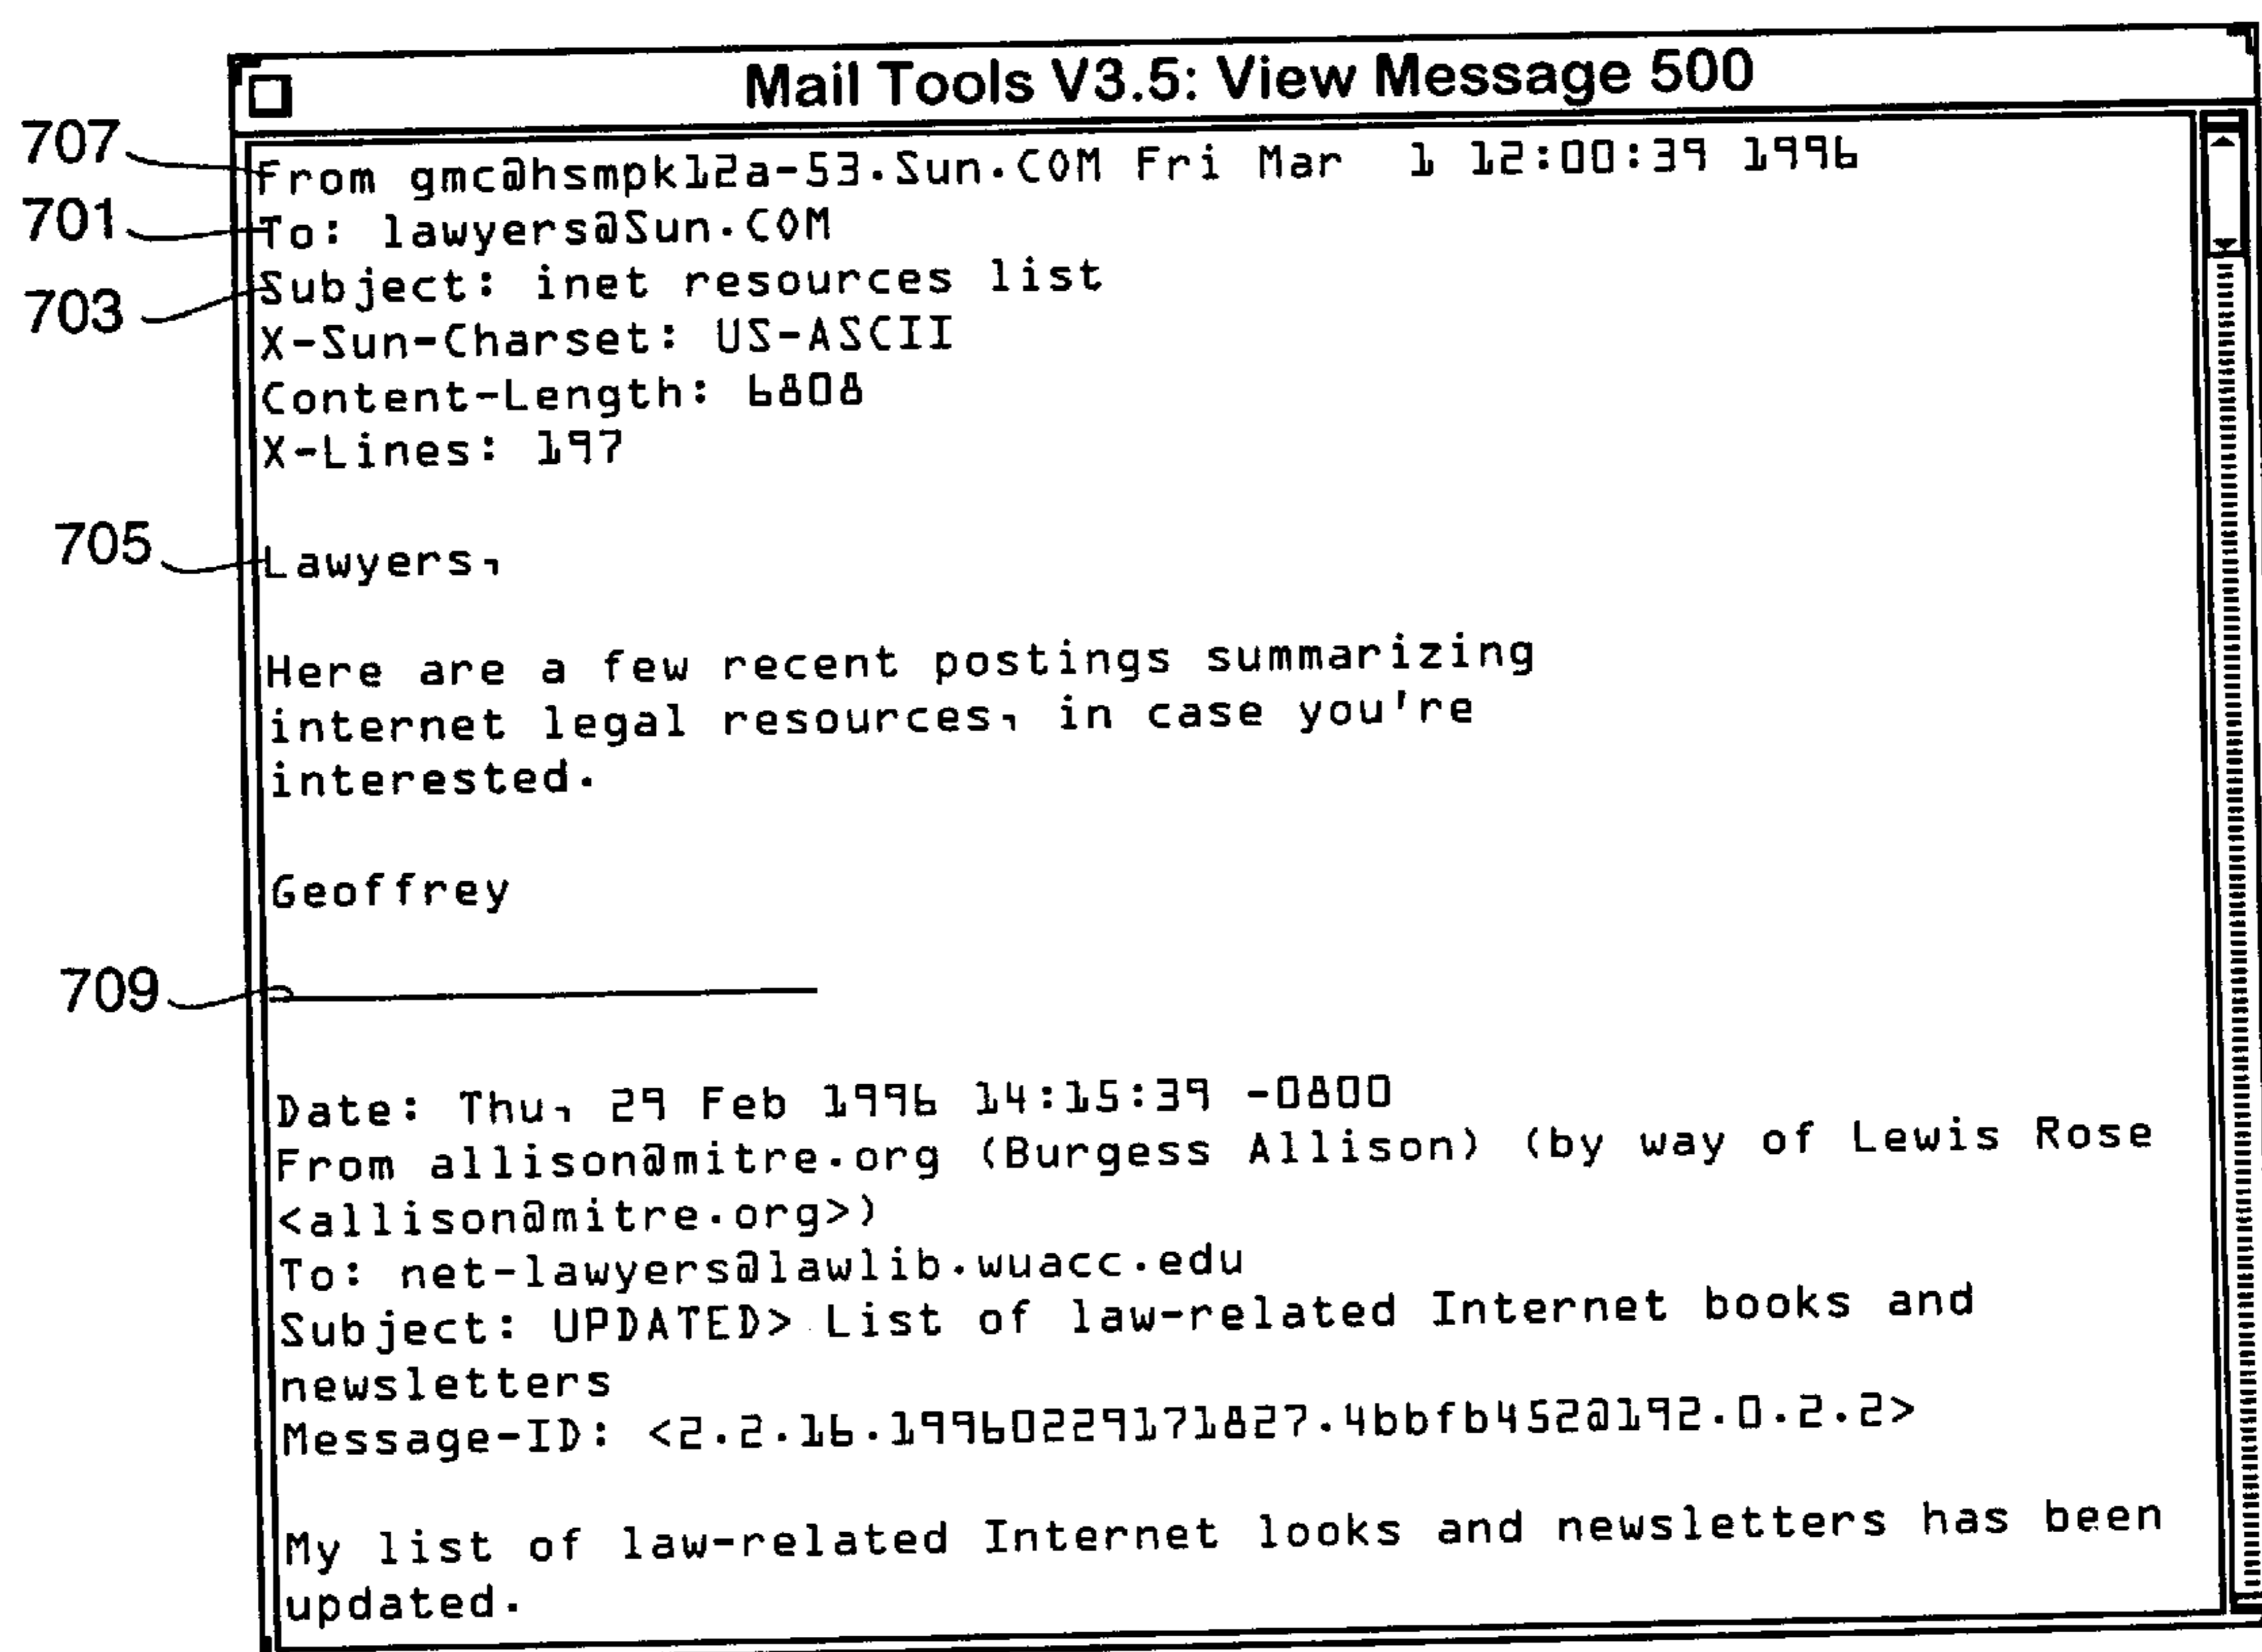 Mail Tools V3.5: View Message 500
707
From gmc@hsmpk12a-53.Sun.COM Fri Mar  1 12:00:39 1996
701
To: lawyers@Sun.COM
703
Subject: inet resources list
X-Sun-Charset: US-ASCII
Content-Length: 6808
X-Lines: 197
705
Lawyers,
Here are a few recent postings summarizing
internet legal resources, in case you're
interested.
Geoffrey
709
Date: Thu, 29 Feb 1996 14:15:39 -0800
From allison@mitre.org (Burgess Allison) (by way of Lewis Rose
<allison@mitre.org>)
To: net-lawyers@lawlib.wuacc.edu
Subject: UPDATED> List of law-related Internet books and
newsletters
Message-ID: <2.2.16.19960229171827.4bbfb452@192.0.2.2>
My list of law-related Internet looks and newsletters has been
updated.